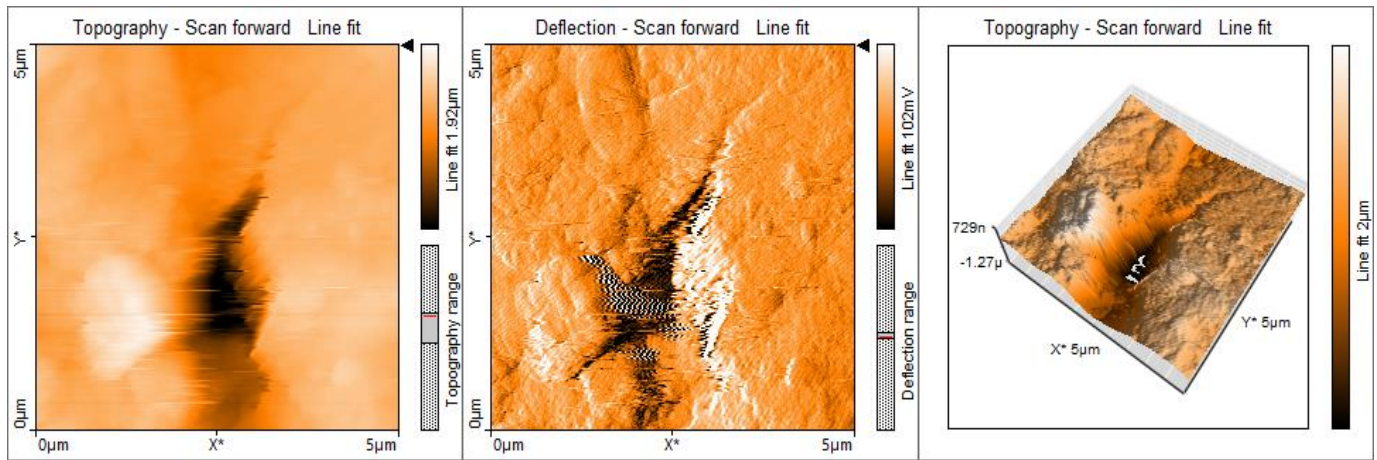 Topography - Scan forward Line fit
5µm
Y*
0µm
0µm
X*
5µm
Line fit 1.92µm
Topography range
Deflection - Scan forward Line fit
5µm
Y*
0µm
0µm
X*
5µm
Line fit 102mV
Deflection range
Topography - Scan forward Line fit
729n
-1.27µ
X* 5µm
Y* 5µm
Line fit 2µm